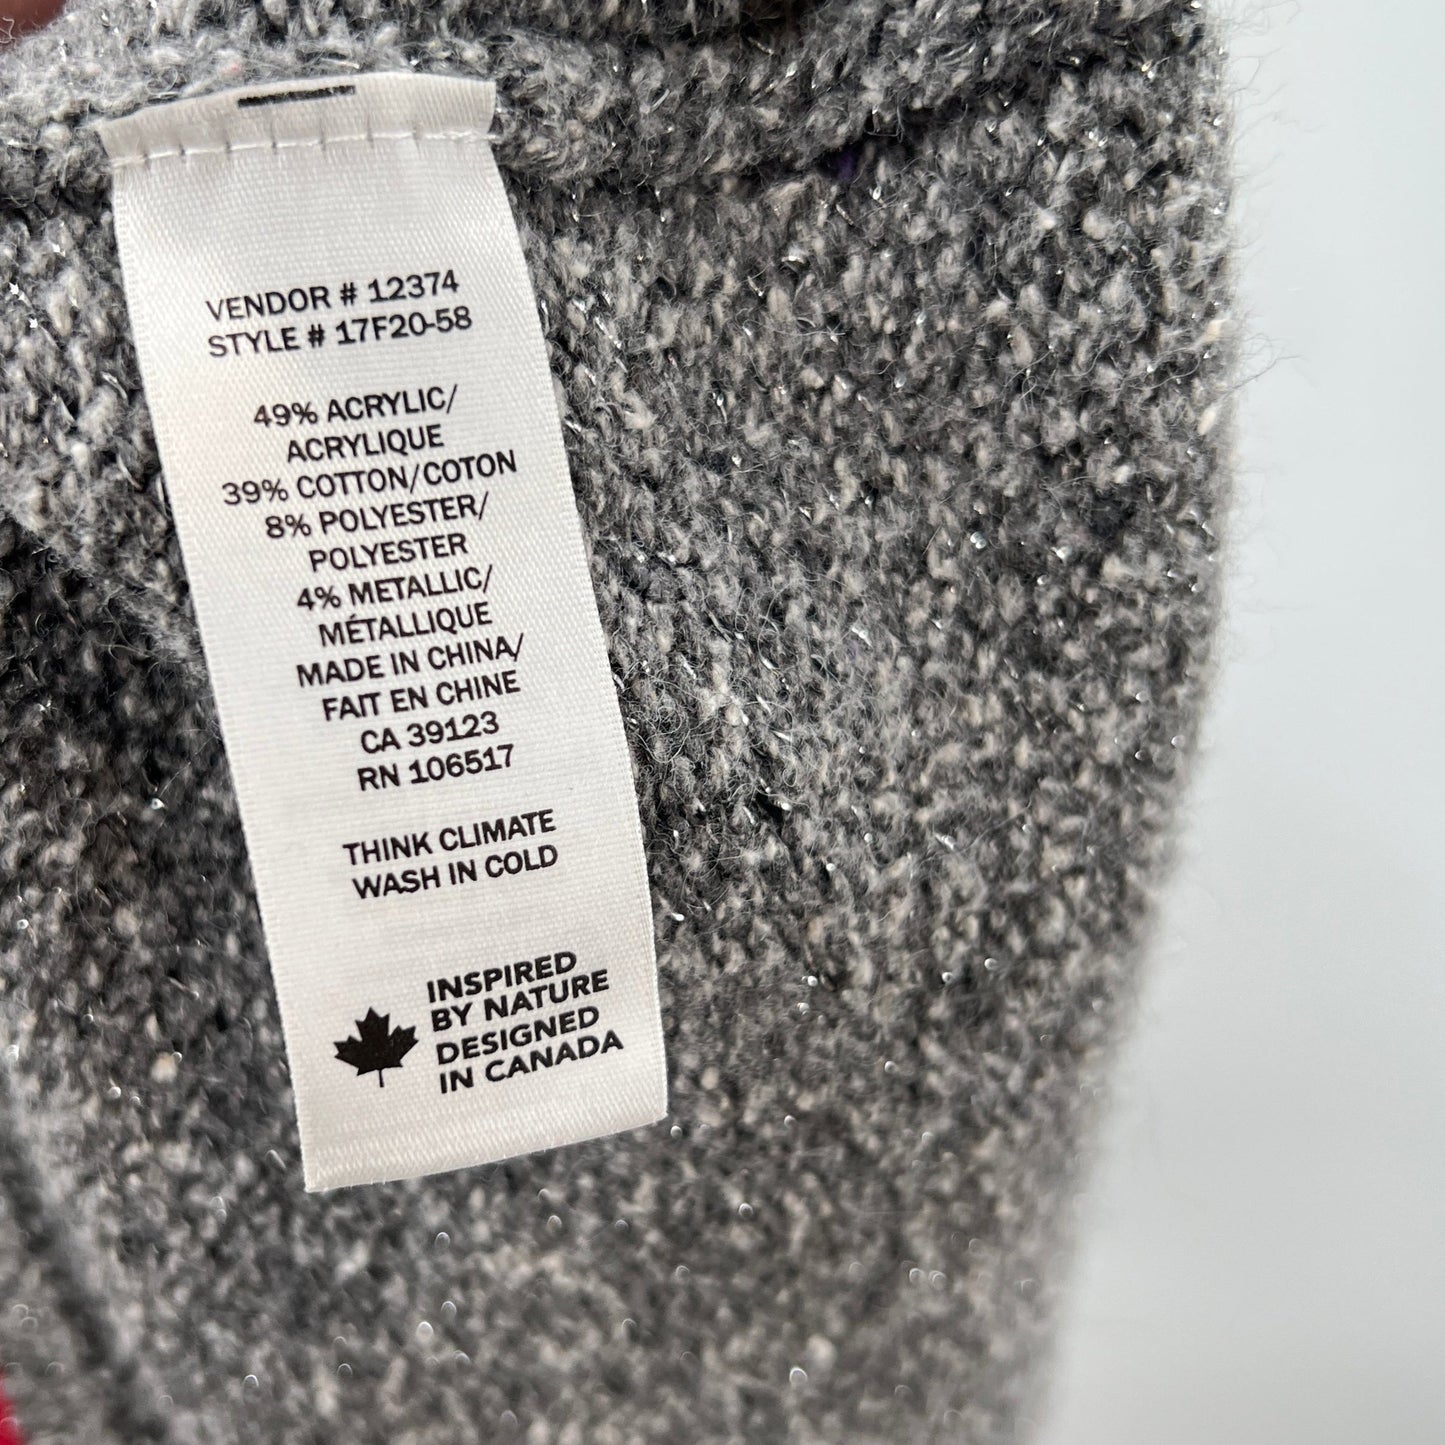 VENDOR # 12374
STYLE # 17F20-58
49% ACRYLIC/
ACRYLIQUE
39% COTTON/COTON
8% POLYESTER/
POLYESTER
4% METALLIC/
MÉTALLIQUE
MADE IN CHINA/
FAIT EN CHINE
CA 39123
RN 106517
THINK CLIMATE
WASH IN COLD
INSPIRED
BY NATURE
DESIGNED
IN CANADA